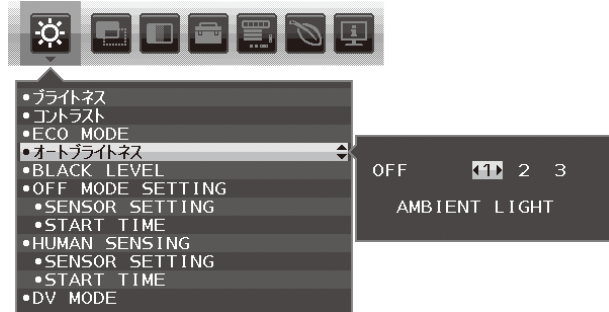 •ブライトネス
•コントラスト
•ECO MODE
•オートブライトネス
•BLACK LEVEL
•OFF MODE SETTING
•SENSOR SETTING
•START TIME
•HUMAN SENSING
•SENSOR SETTING
•START TIME
•DV MODE
OFF 1 2 3
AMBIENT LIGHT